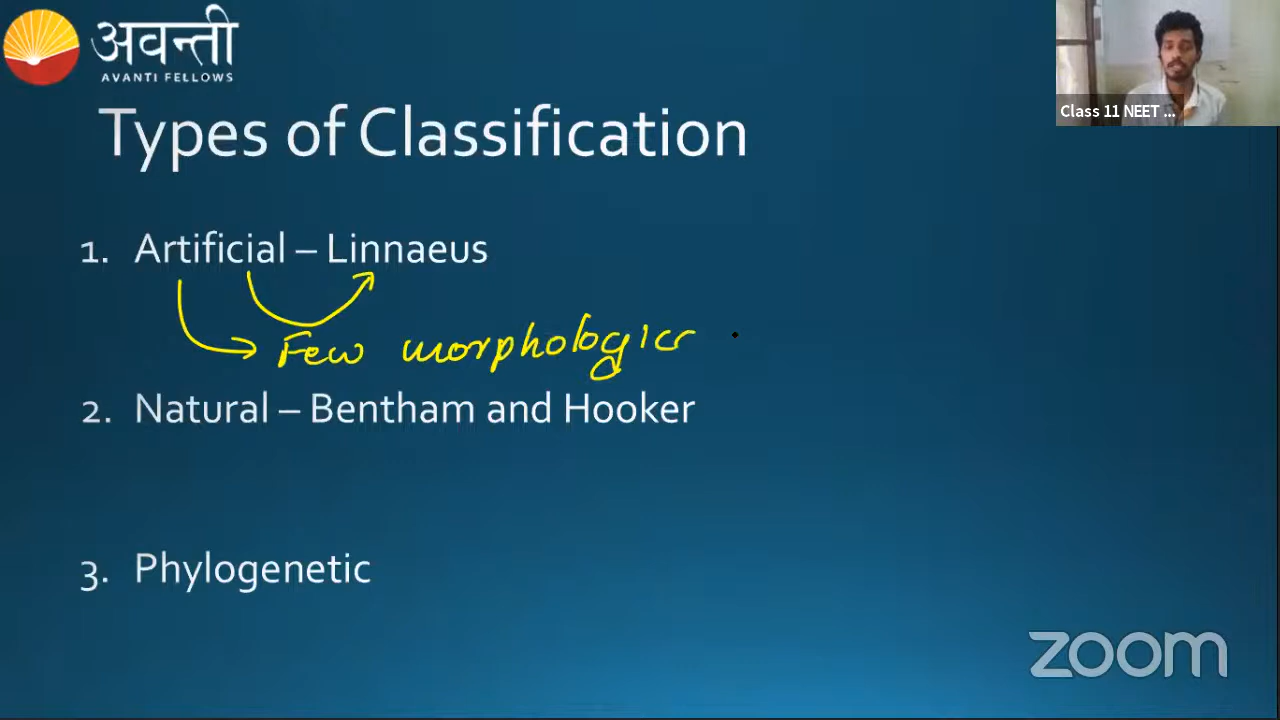 अवन्ती
AVANTI FELLOWS
Class 11 NEET ...
Types of Classification
1. Artificial – Linnaeus
Few morphologica
2. Natural – Bentham and Hooker
3. Phylogenetic
zoom